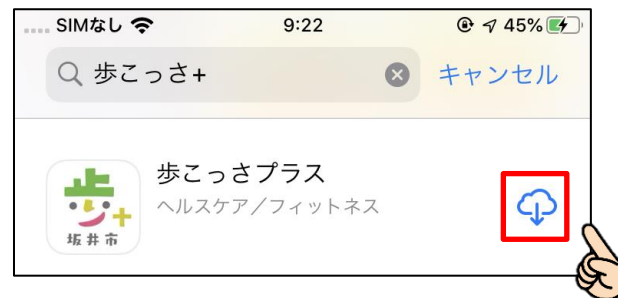 SIMなし 9:22 45%
歩こっさ+ キャンセル
歩こっさプラス
ヘルスケア/フィットネス
歩
+
坂井市